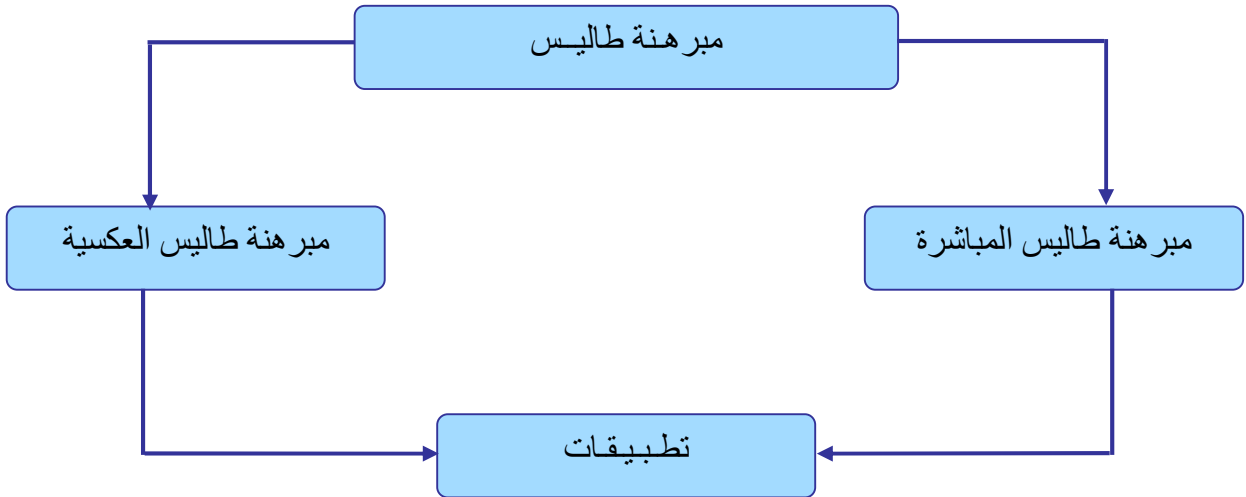 مبرهنة طاليس
مبرهنة طاليس المباشرة
مبرهنة طاليس العكسية
تطبيقات